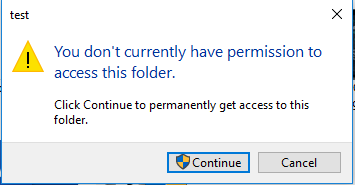 test
You don't currently have permission to
access this folder.
Click Continue to permanently get access to this
folder.
Continue
Cancel